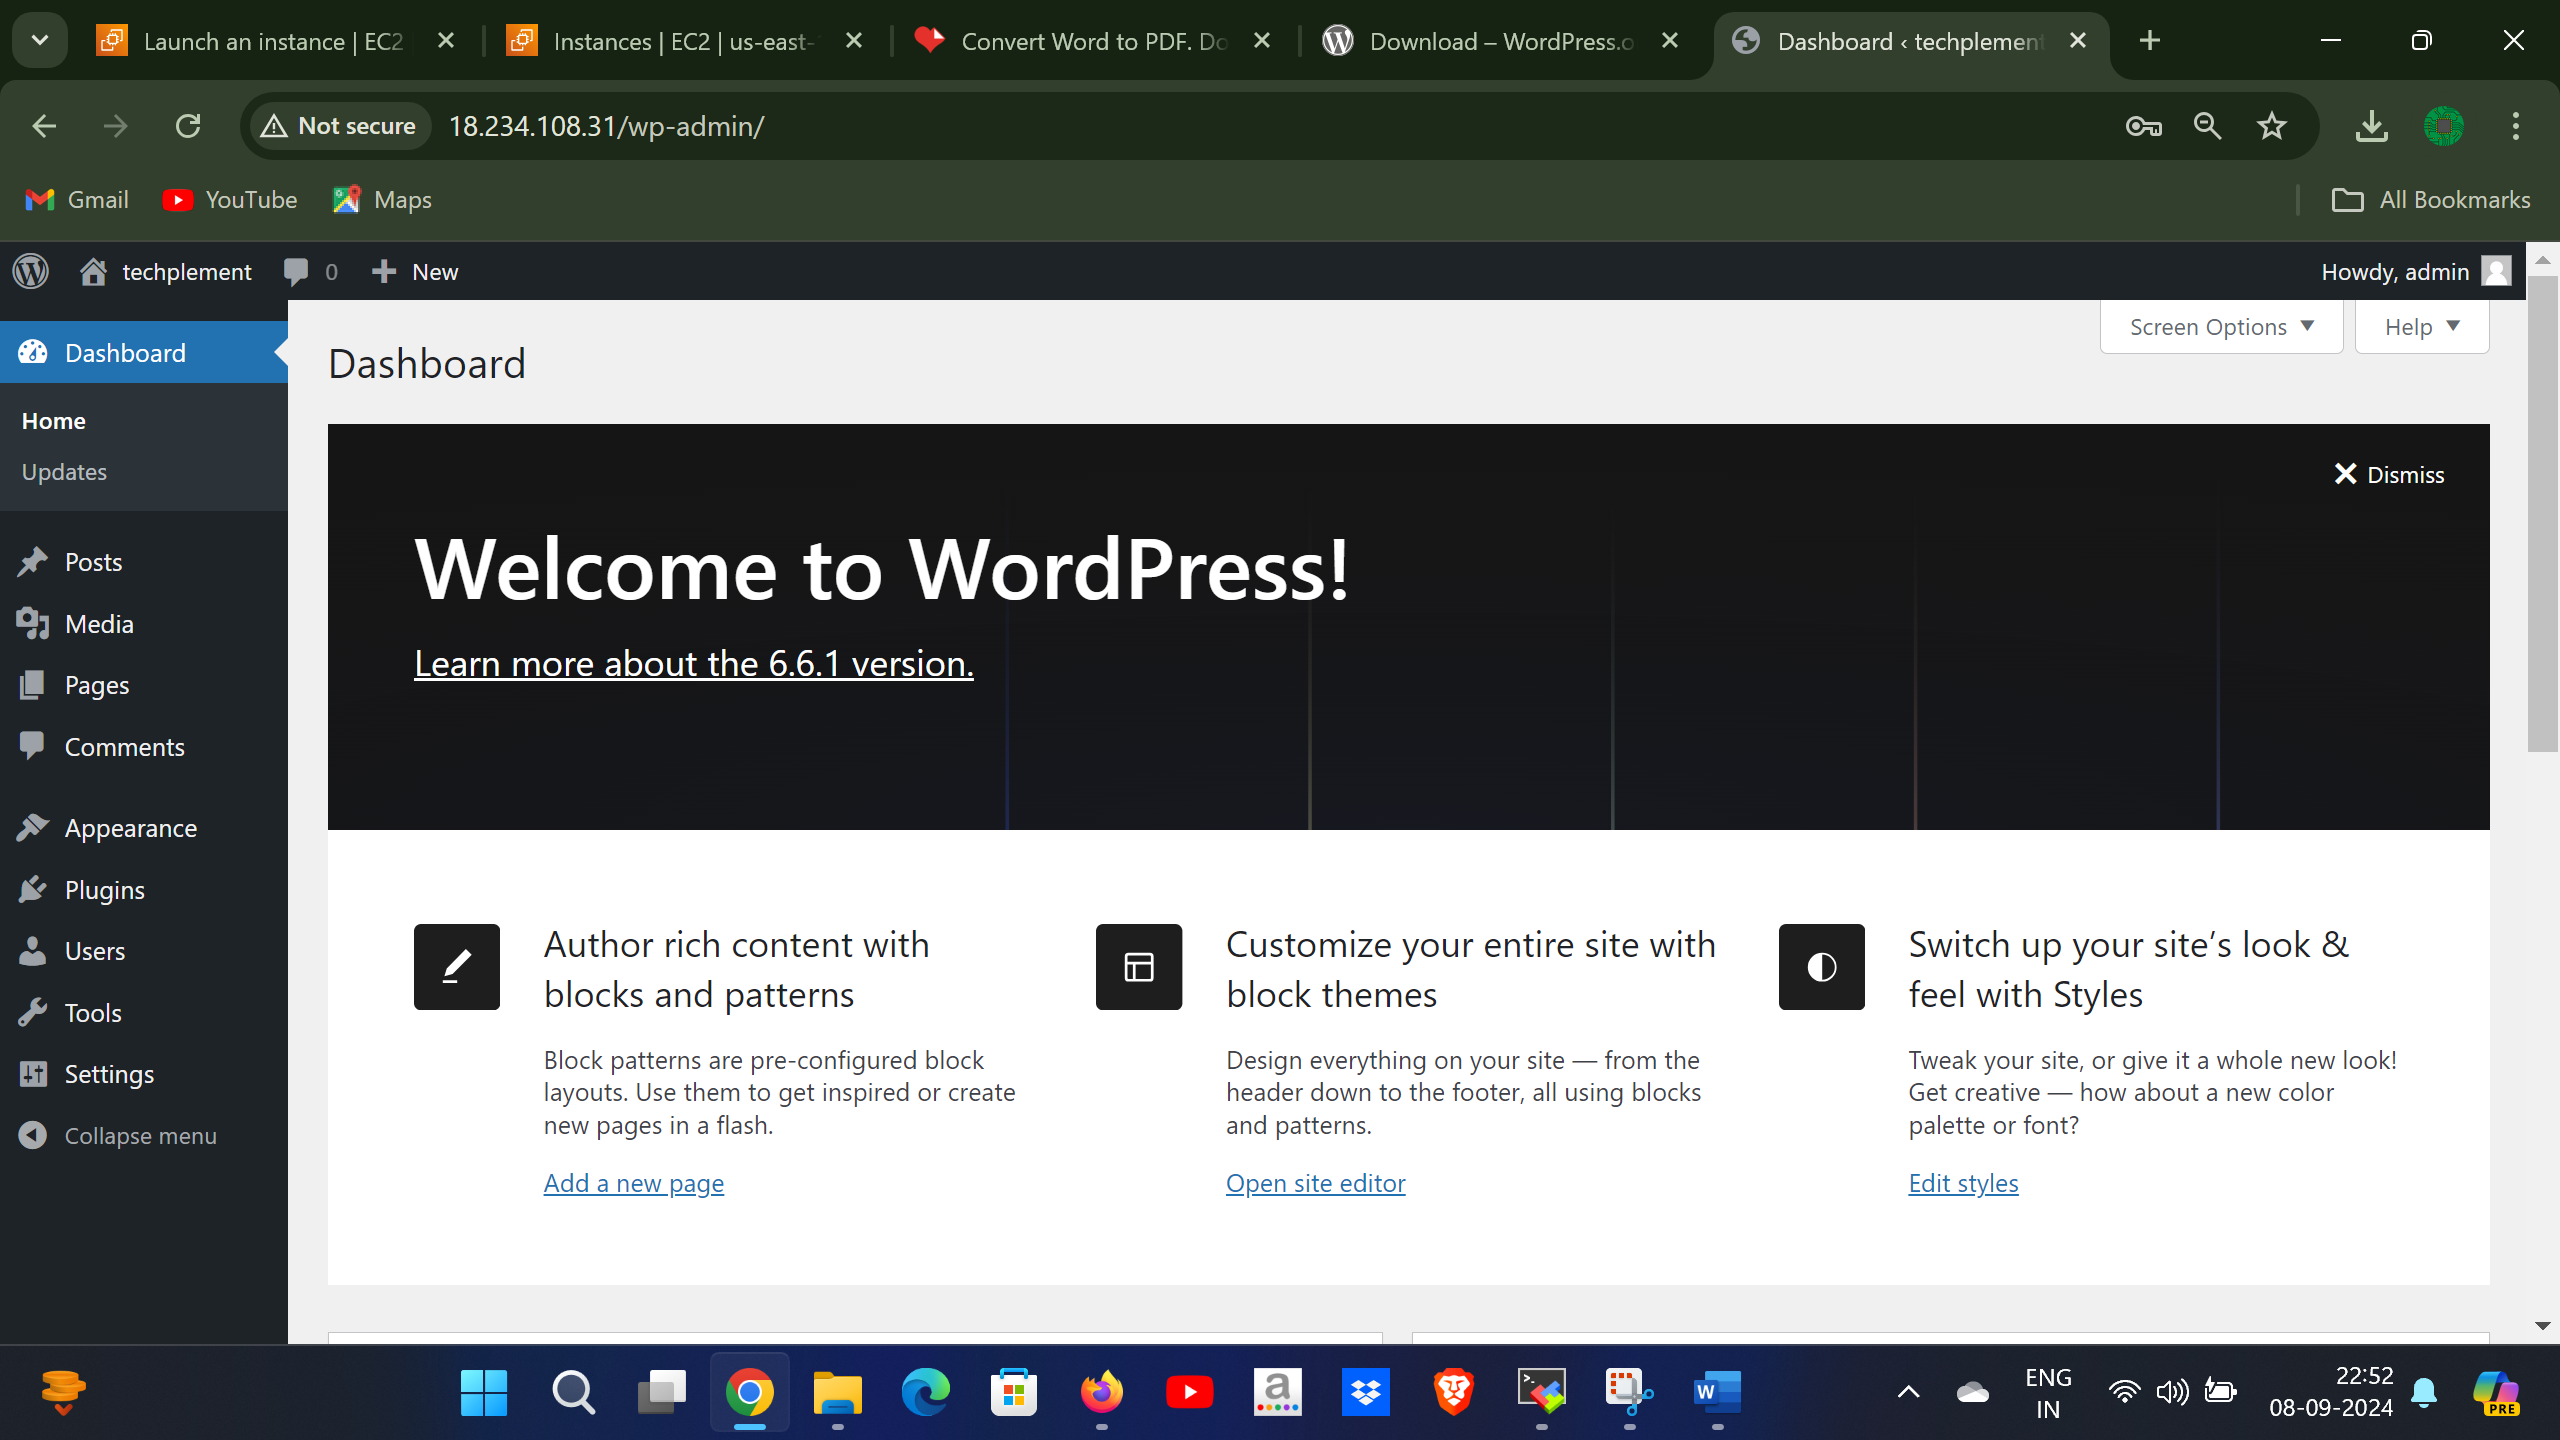 Launch an instance | EC2
Instances | EC2 | us-east-
Convert Word to PDF. Do
Download – WordPress.o
Dashboard ‹ techplement
Not secure
18.234.108.31/wp-admin/
Gmail
YouTube
Maps
All Bookmarks
techplement
0
New
Howdy, admin
Screen Options
Help
Dashboard
Home
Updates
Posts
Media
Pages
Comments
Appearance
Plugins
Users
Tools
Settings
Collapse menu
Dashboard
Dismiss
Welcome to WordPress!
Learn more about the 6.6.1 version.
Author rich content with
blocks and patterns
Block patterns are pre-configured block
layouts. Use them to get inspired or create
new pages in a flash.
Add a new page
Customize your entire site with
block themes
Design everything on your site — from the
header down to the footer, all using blocks
and patterns.
Open site editor
Switch up your site’s look &
feel with Styles
Tweak your site, or give it a whole new look!
Get creative — how about a new color
palette or font?
Edit styles
ENG
IN
22:52
08-09-2024
PRE